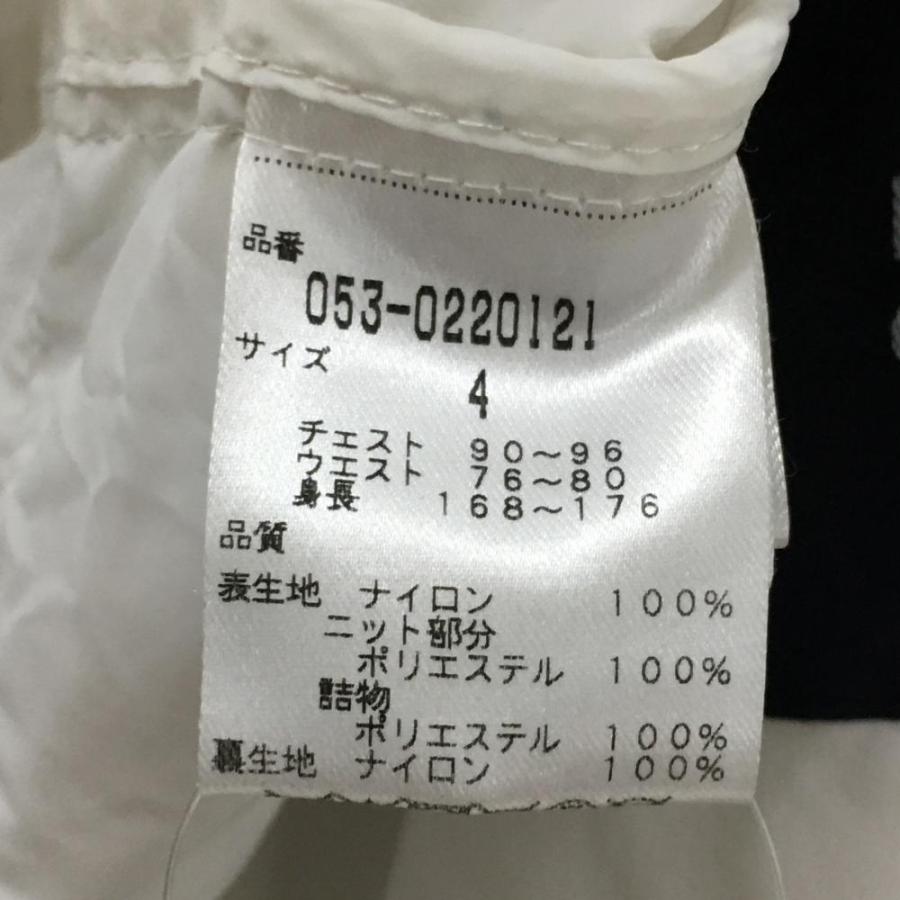 品番
053-0220121
サイズ
4
チェスト 90～96
ウエスト 76～80
身長 168～176
品質
表生地 ナイロン 100%
ニット部分
ポリエステル 100%
詰物
ポリエステル 100%
裏生地 ナイロン 100%